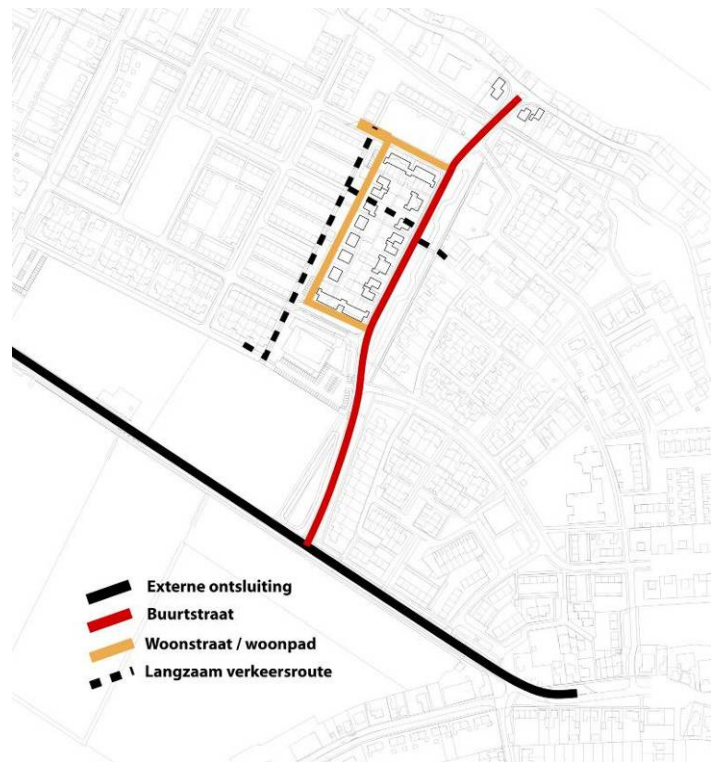 Externe ontsluiting
Buurtstraat
Woonstraat / woonpad
Langzaam verkeersroute